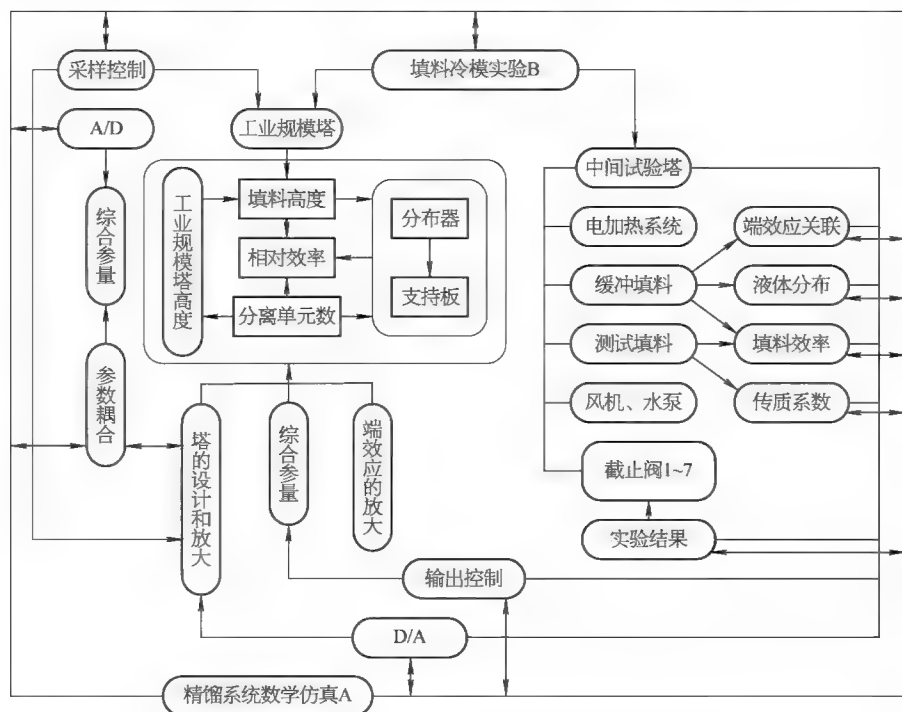 采样控制
填料冷模实验B
A/D
工业规模塔
中间试验塔
综合参量
工业规模塔高度
填料高度
分布器
电加热系统
端效应关联
相对效率
缓冲填料
液体分布
支持板
分离单元数
测试填料
填料效率
参数耦合
风机、水泵
传质系数
塔的设计和放大
综合参量
端效应的放大
截止阀1~7
实验结果
输出控制
D/A
精馏系统数学仿真A